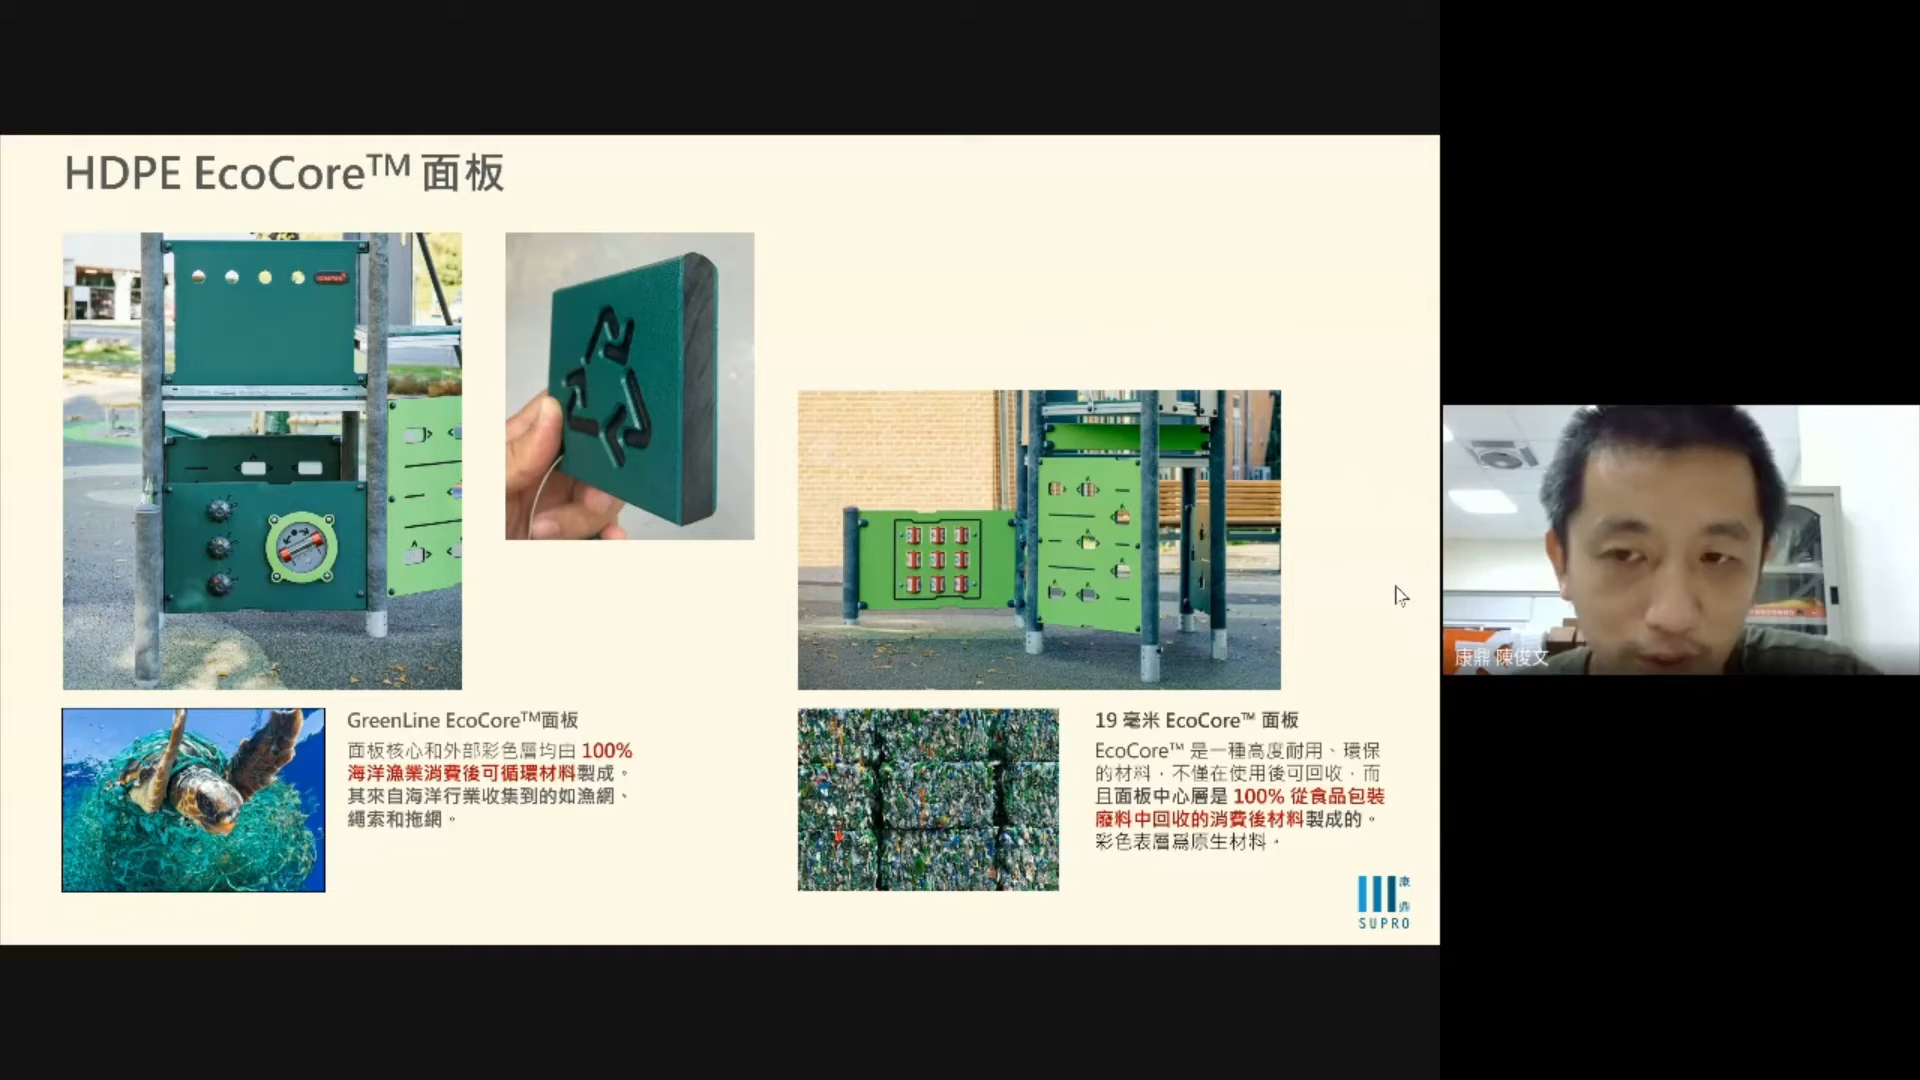 HDPE EcoCore™ 面板
GreenLine EcoCore™面板
面板核心和外部彩色層均由 100%
海洋漁業消費後可循環材料製成。
其來自海洋行業收集到的如漁網、
繩索和拖網。
19 毫米 EcoCore™ 面板
EcoCore™ 是一種高度耐用、環保
的材料，不僅在使用後可回收，而
且面板中心層是 100% 從食品包裝
廢料中回收的消費後材料製成的。
彩色表層爲原生材料。
康
鼎
SUPRO
康鼎 陳俊文